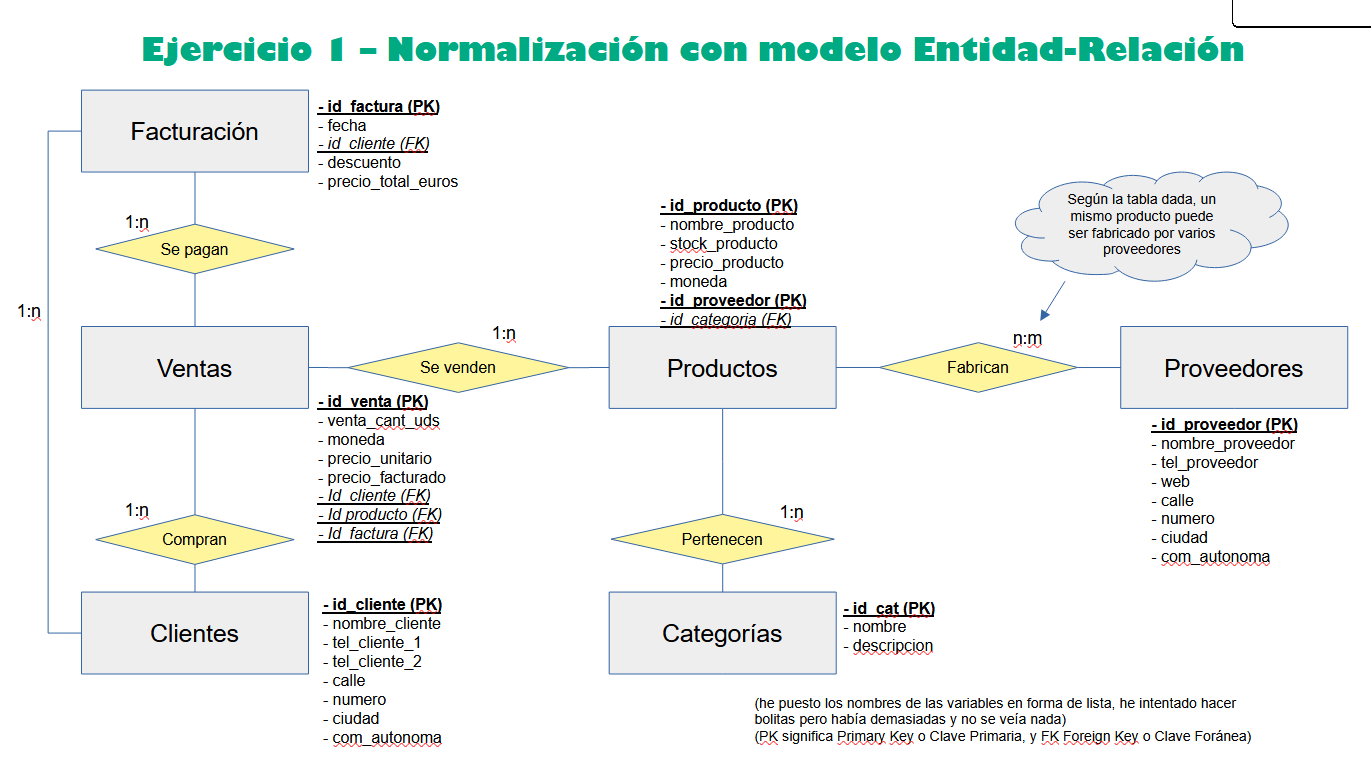 Ejercicio 1 – Normalización con modelo Entidad-Relación
Facturación
- id_factura (PK)
- fecha
- id_cliente (FK)
- descuento
- precio_total_euros
1:n
Se pagan
1:n
Ventas
- id_venta (PK)
- venta_cant_uds
- moneda
- precio_unitario
- precio_facturado
- Id_cliente (FK)
- Id producto (FK)
- Id_factura (FK)
1:n
Se venden
- id_producto (PK)
- nombre_producto
- stock_producto
- precio_producto
- moneda
- id_proveedor (PK)
- id_categoria (FK)
Productos
Según la tabla dada, un
mismo producto puede
ser fabricado por varios
proveedores
n:m
Fabrican
Proveedores
- id_proveedor (PK)
- nombre_proveedor
- tel_proveedor
- web
- calle
- numero
- ciudad
- com_autonoma
1:n
Compran
Clientes
- id_cliente (PK)
- nombre_cliente
- tel_cliente_1
- tel_cliente_2
- calle
- numero
- ciudad
- com_autonoma
1:n
Pertenecen
Categorías
- id_cat (PK)
- nombre
- descripcion
(he puesto los nombres de las variables en forma de lista, he intentado hacer
bolitas pero había demasiadas y no se veía nada)
(PK significa Primary Key o Clave Primaria, y FK Foreign Key o Clave Foránea)